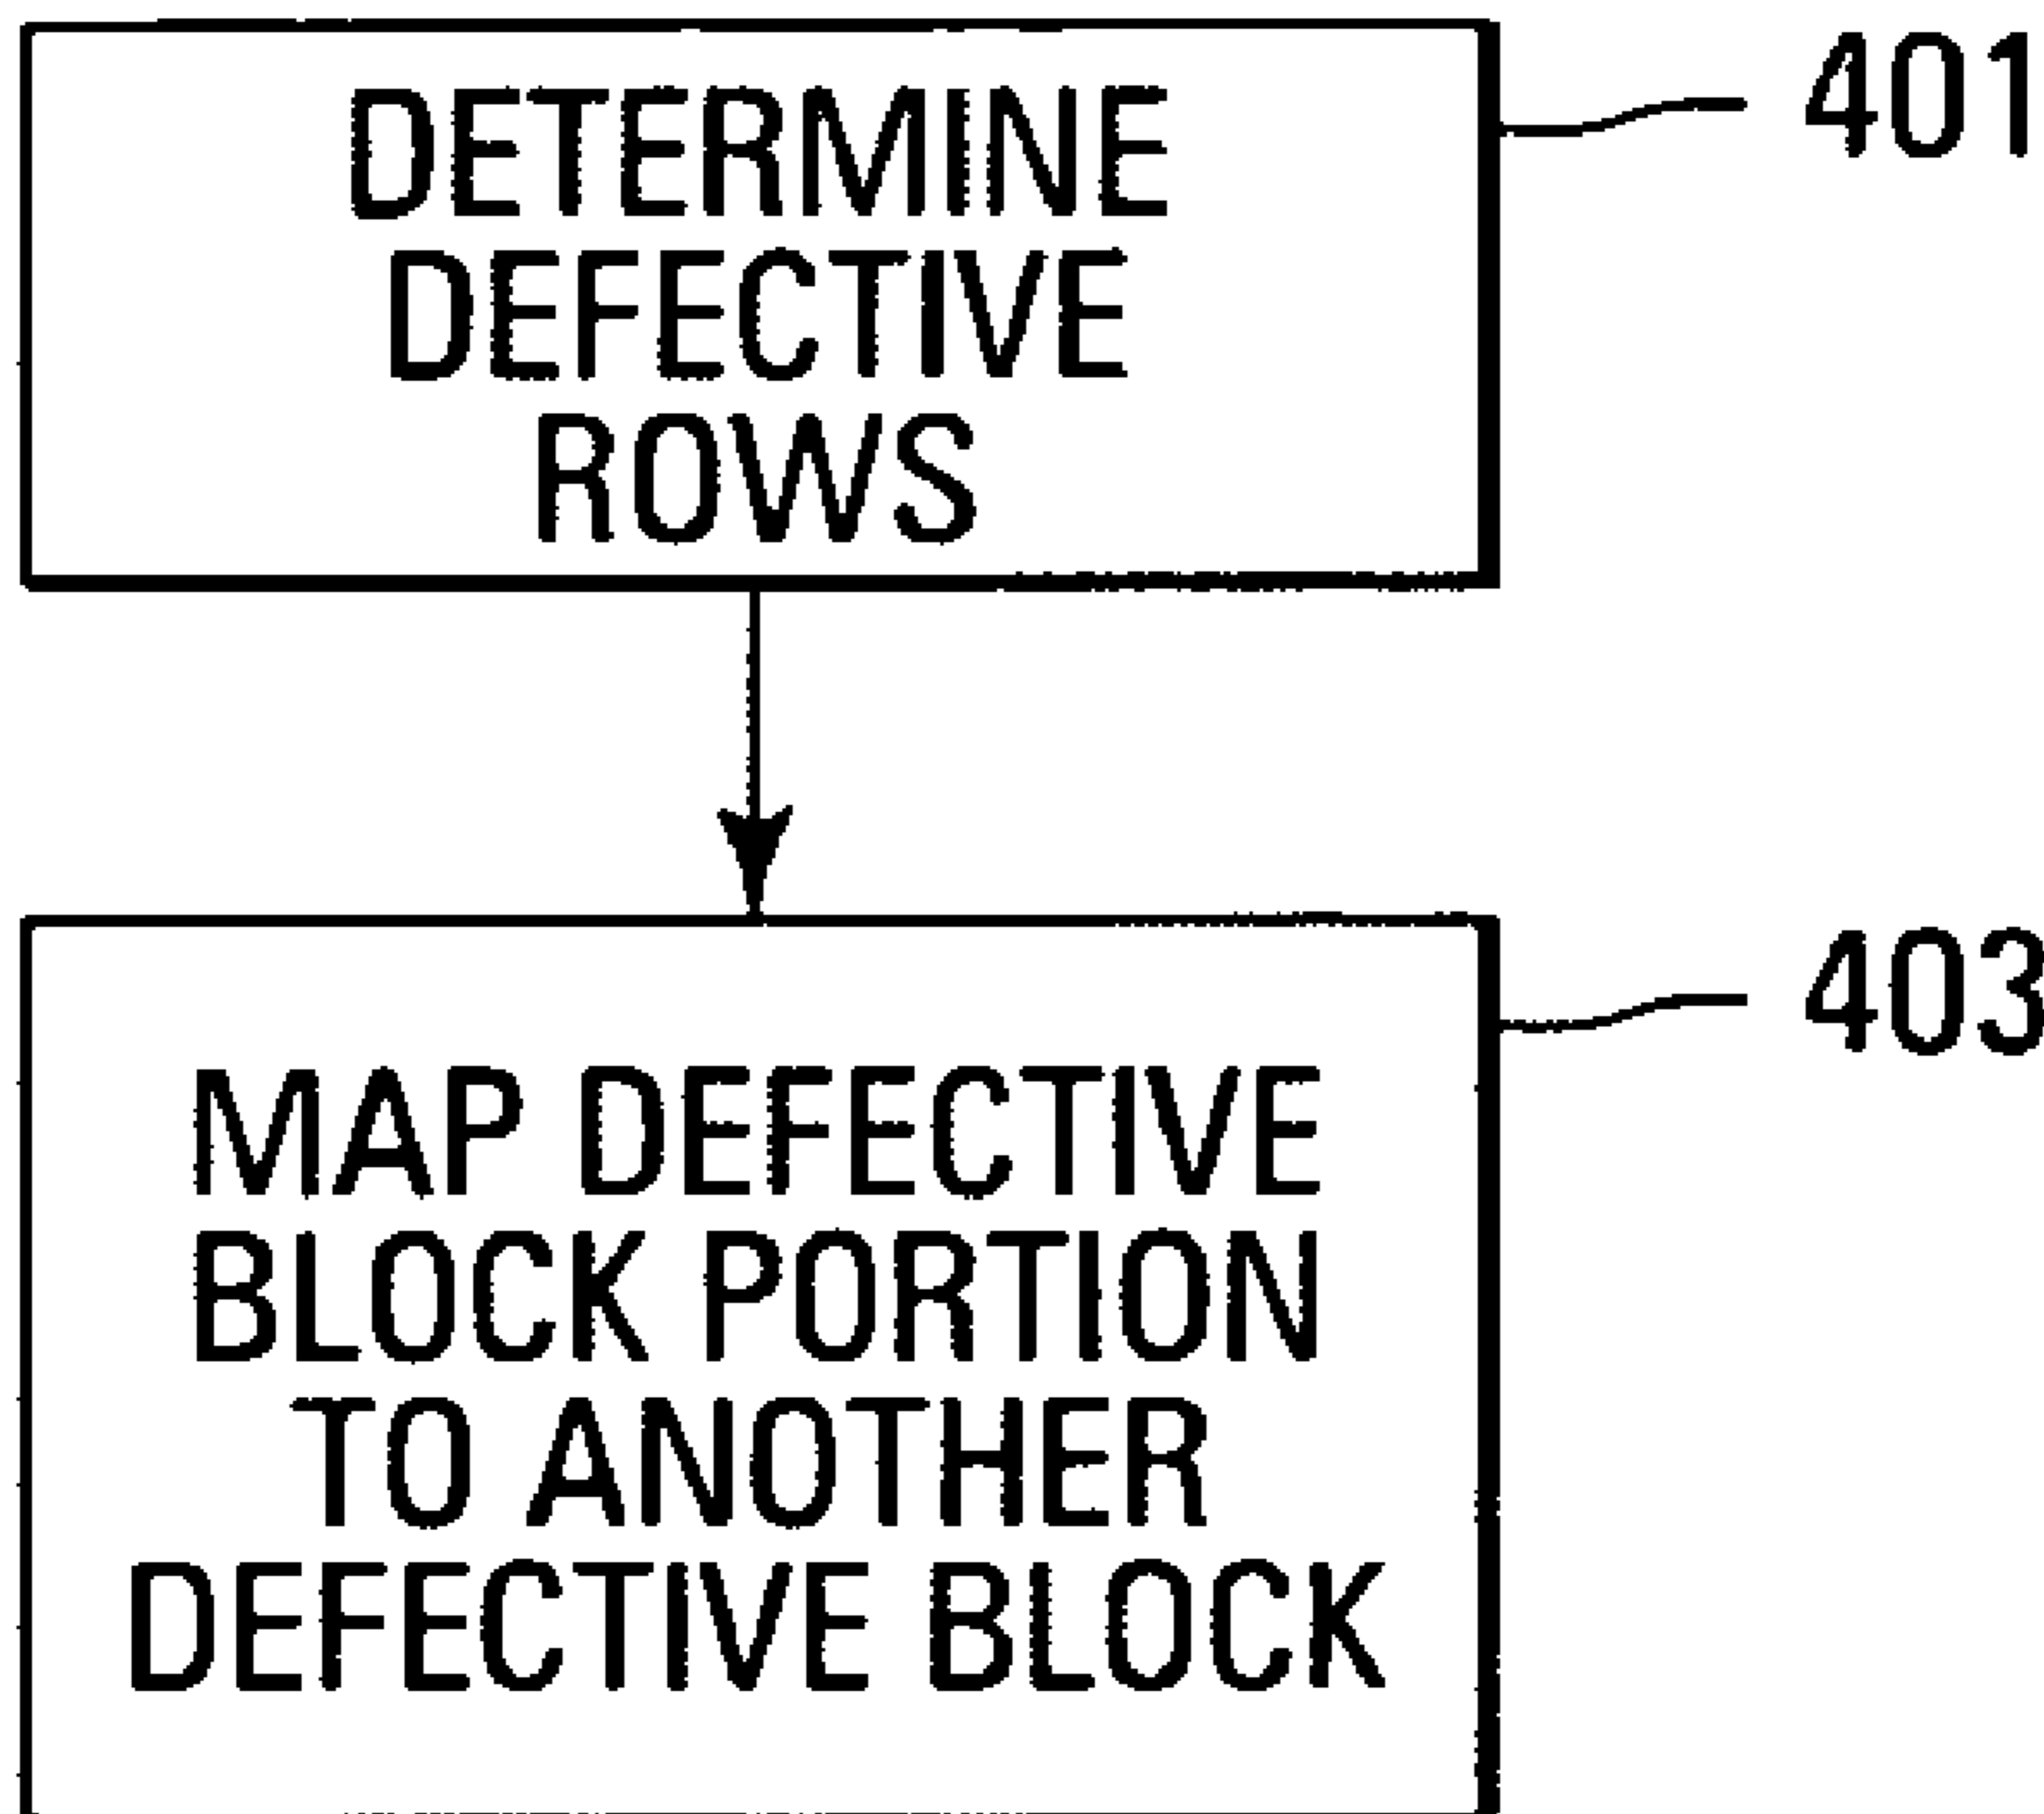 DETERMINE
DEFECTIVE
ROWS
401
MAP DEFECTIVE
BLOCK PORTION
TO ANOTHER
DEFECTIVE BLOCK
403